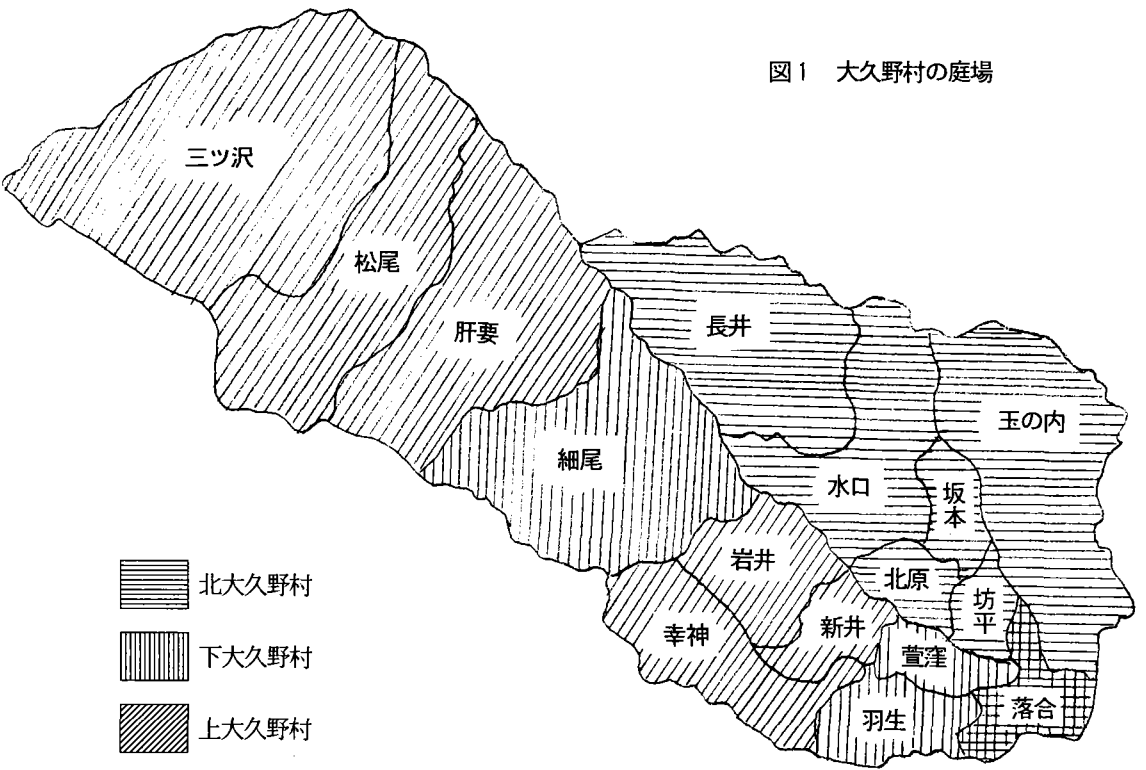 図1 大久野村の庭場
三ツ沢
松尾
肝要
長井
細尾
玉の内
水口
坂本
岩井
北原
坊平
新井
幸神
萱窪
羽生
落合
北大久野村
下大久野村
上大久野村